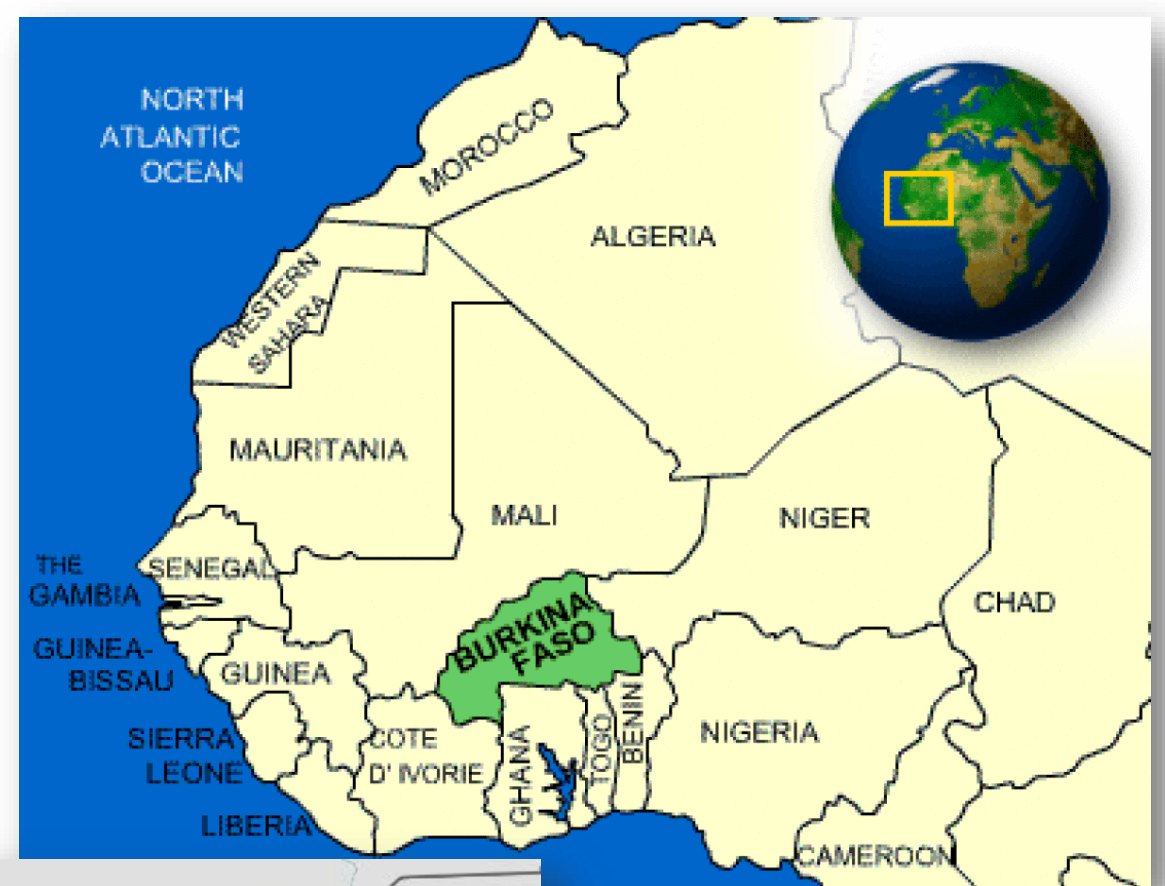 NORTH
ATLANTIC
OCEAN
MOROCCO
ALGERIA
WESTERN
SAHARA
MAURITANIA
MALI
NIGER
CHAD
THE
GAMBIA
SENEGAL
BURKINA
FASO
GUINEA-
BISSAU
GUINEA
SIERRA
LEONE
COTE
D' IVORIE
GHANA
TOGO
BENIN
NIGERIA
LIBERIA
CAMEROON